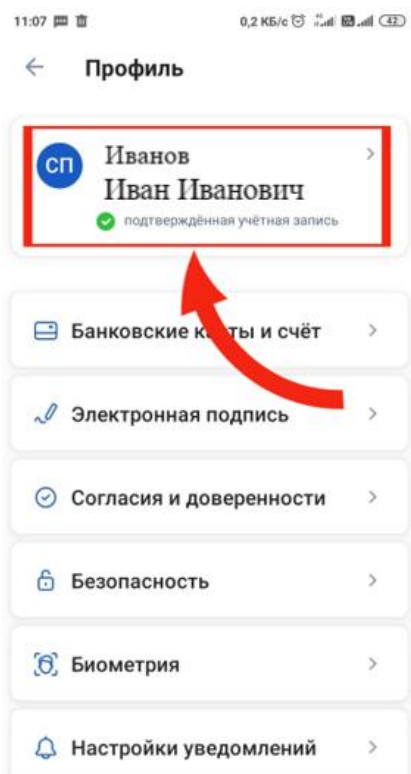 11:07 0,2 КБ/с 42
Профиль
СП
Иванов
Иван Иванович
подтверждённая учётная запись
Банковские карты и счёт
Электронная подпись
Согласия и доверенности
Безопасность
Биометрия
Настройки уведомлений